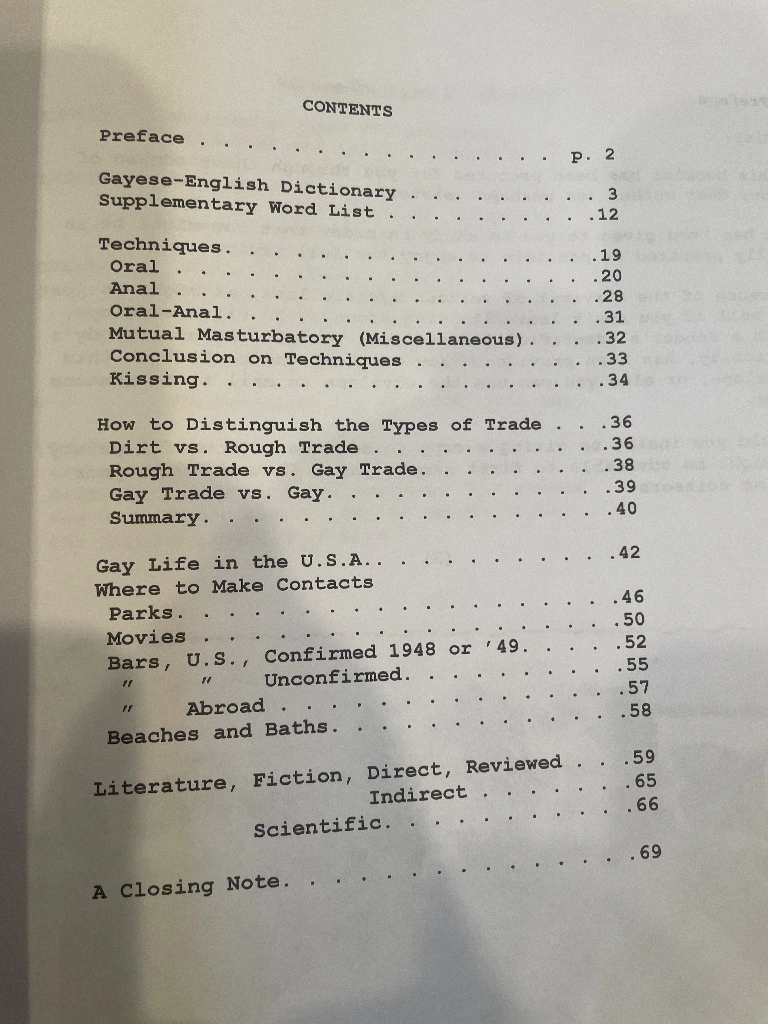 CONTENTS
Preface . . . . . . . . . . . . . . . . p. 2
Gayese-English Dictionary . . . . . . . . 3
Supplementary Word List . . . . . . . . .12
Techniques. . . . . . . . . . . . . . . .19
Oral . . . . . . . . . . . . . . . . . .20
Anal . . . . . . . . . . . . . . . . . .28
Oral-Anal. . . . . . . . . . . . . . . .31
Mutual Masturbatory (Miscellaneous). . . .32
Conclusion on Techniques . . . . . . . .33
Kissing. . . . . . . . . . . . . . . . .34
How to Distinguish the Types of Trade . . .36
Dirt vs. Rough Trade . . . . . . . . . .36
Rough Trade vs. Gay Trade. . . . . . . .38
Gay Trade vs. Gay. . . . . . . . . . . .39
Summary. . . . . . . . . . . . . . . . .40
Gay Life in the U.S.A.. . . . . . . . . .42
Where to Make Contacts
Parks. . . . . . . . . . . . . . . . . .46
Movies . . . . . . . . . . . . . . . . .50
Bars, U.S., Confirmed 1948 or '49. . . . .52
" " Unconfirmed. . . . . . . . .55
" Abroad . . . . . . . . . . . . . .57
Beaches and Baths. . . . . . . . . . . .58
Literature, Fiction, Direct, Reviewed . . .59
Indirect . . . . . . .65
Scientific. . . . . . . . . .66
A Closing Note. . . . . . . . . . . . . .69